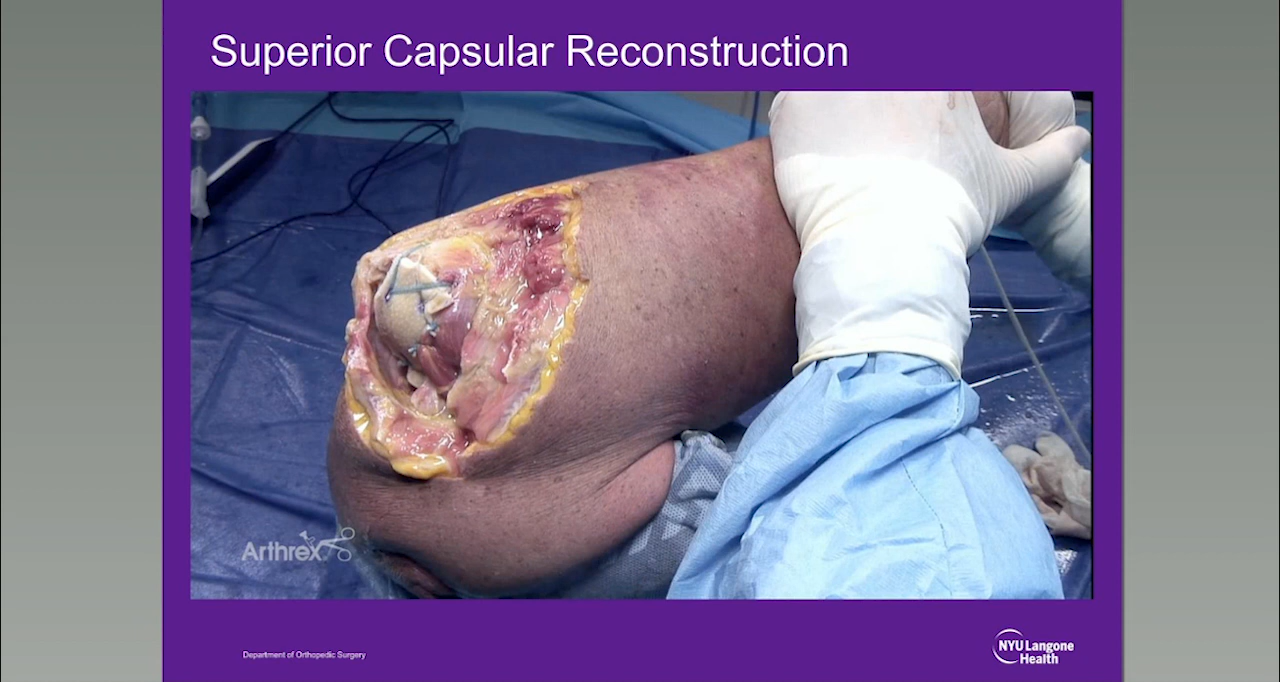 Superior Capsular Reconstruction
Arthrex
Department of Orthopedic Surgery
NYU Langone
Health